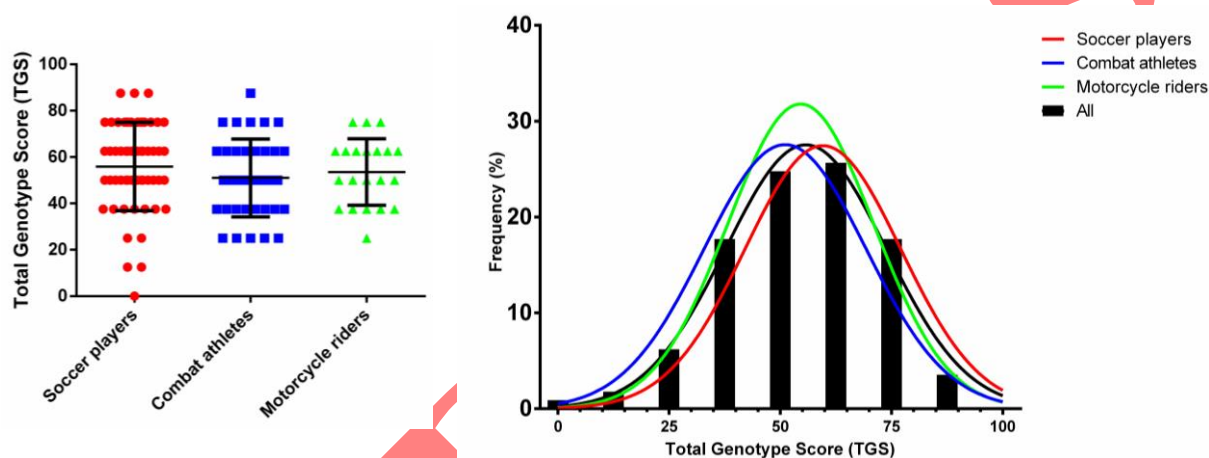 Total Genotype Score (TGS)
100
80
60
40
20
0
Soccer players
Combat athletes
Motorcycle riders
Frequency (%)
40
30
20
10
0
0 25 50 75 100
Total Genotype Score (TGS)
Soccer players
Combat athletes
Motorcycle riders
All